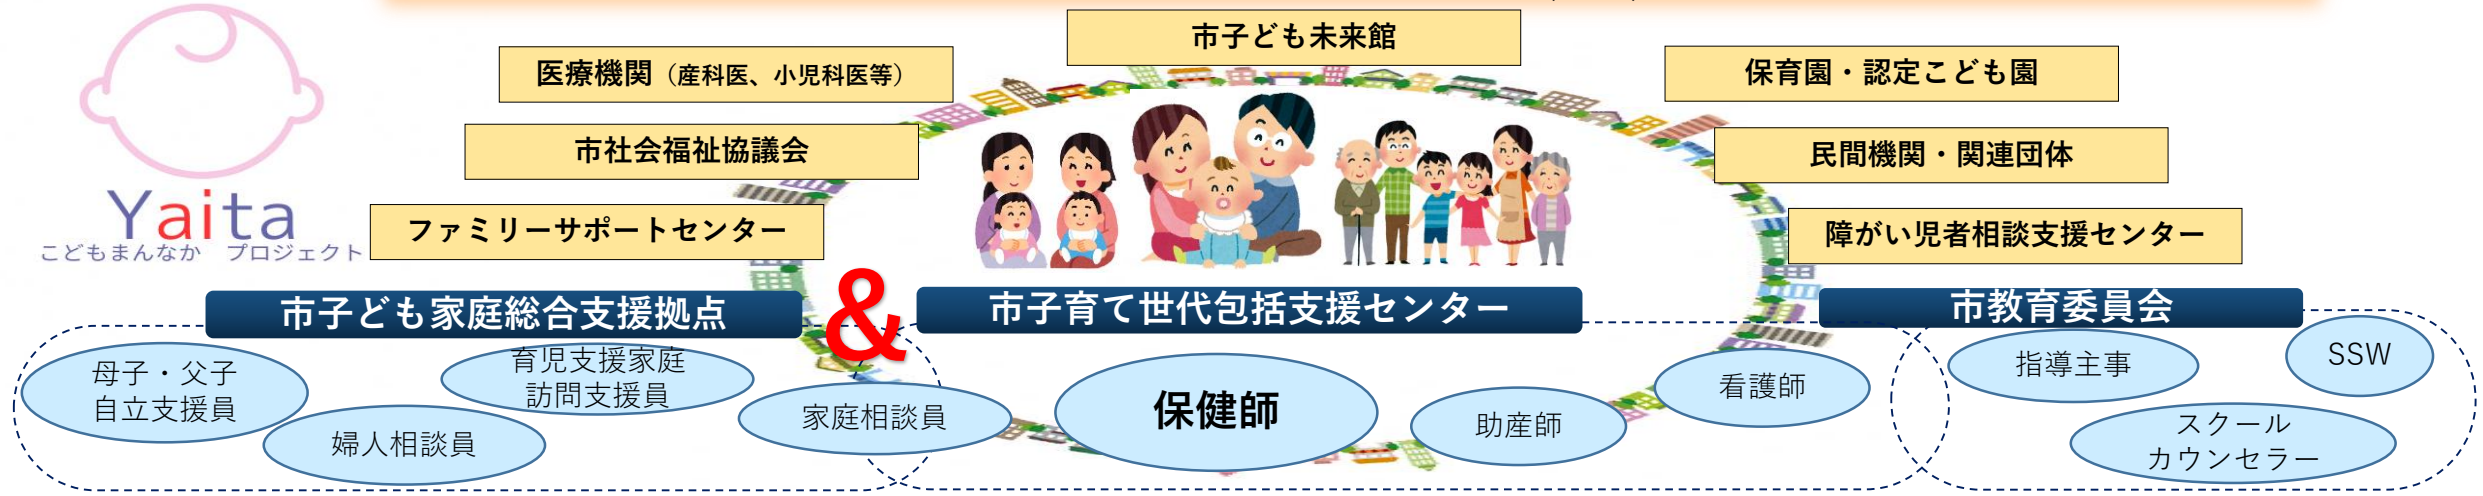 市子ども未来館
医療機関（産科医、小児科医等）
保育園・認定こども園
市社会福祉協議会
民間機関・関連団体
Yaita
こどもまんなか　プロジェクト
ファミリーサポートセンター
障がい児者相談支援センター
市子ども家庭総合支援拠点
&
市子育て世代包括支援センター
市教育委員会
母子・父子
自立支援員
育児支援家庭
訪問支援員
婦人相談員
家庭相談員
保健師
助産師
看護師
指導主事
SSW
スクール
カウンセラー